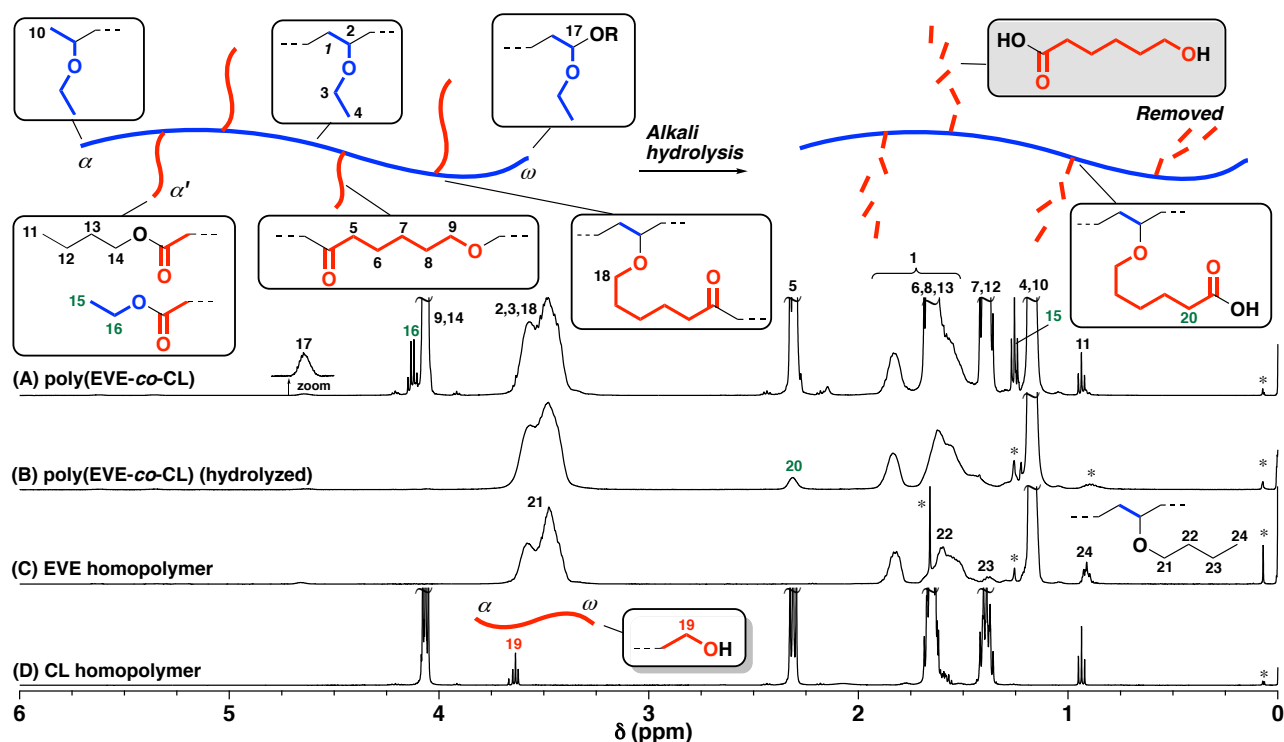 10
O
2
1
O
3
4
17
OR
O
HO
O
OH
Removed
α
ω
Alkali
hydrolysis
α'
11
13
12
14
O
O
15
16
O
O
5
7
9
6
8
O
O
18
O
O
O
20
O
OH
1
17
zoom
16
9,14
2,3,18
5
6,8,13
7,12
4,10
15
11
*
(A) poly(EVE-co-CL)
(B) poly(EVE-co-CL) (hydrolyzed)
20
*
*
*
(C) EVE homopolymer
21
*
22
23
*
24
*
O
21
22
23
24
(D) CL homopolymer
α
ω
19
19
OH
*
6
5
4
3
2
1
0
δ (ppm)